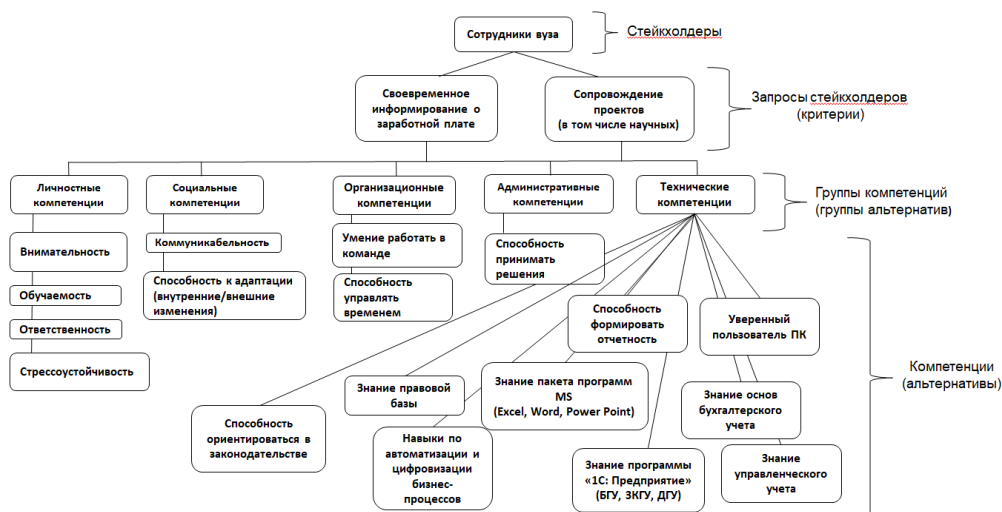 Сотрудники вуза
Стейкхолдеры
Своевременное
информирование о
заработной плате
Сопровождение
проектов
(в том числе научных)
Запросы стейкхолдеров
(критерии)
Личностные
компетенции
Социальные
компетенции
Организационные
компетенции
Административные
компетенции
Технические
компетенции
Группы компетенций
(группы альтернатив)
Внимательность
Обучаемость
Ответственность
Стрессоустойчивость
Коммуникабельность
Способность к адаптации
(внутренние/внешние
изменения)
Умение работать в
команде
Способность
управлять
временем
Способность
принимать
решения
Способность
формировать
отчетность
Уверенный
пользователь ПК
Компетенции
(альтернативы)
Знание правовой
базы
Знание пакета программ
MS
(Excel, Word, Power Point)
Знание основ
бухгалтерского
учета
Способность
ориентироваться в
законодательстве
Навыки по
автоматизации и
цифровизации
бизнес-
процессов
Знание программы
«1С: Предприятие»
(БГУ, ЗКГУ, ДГУ)
Знание
управленческого
учета